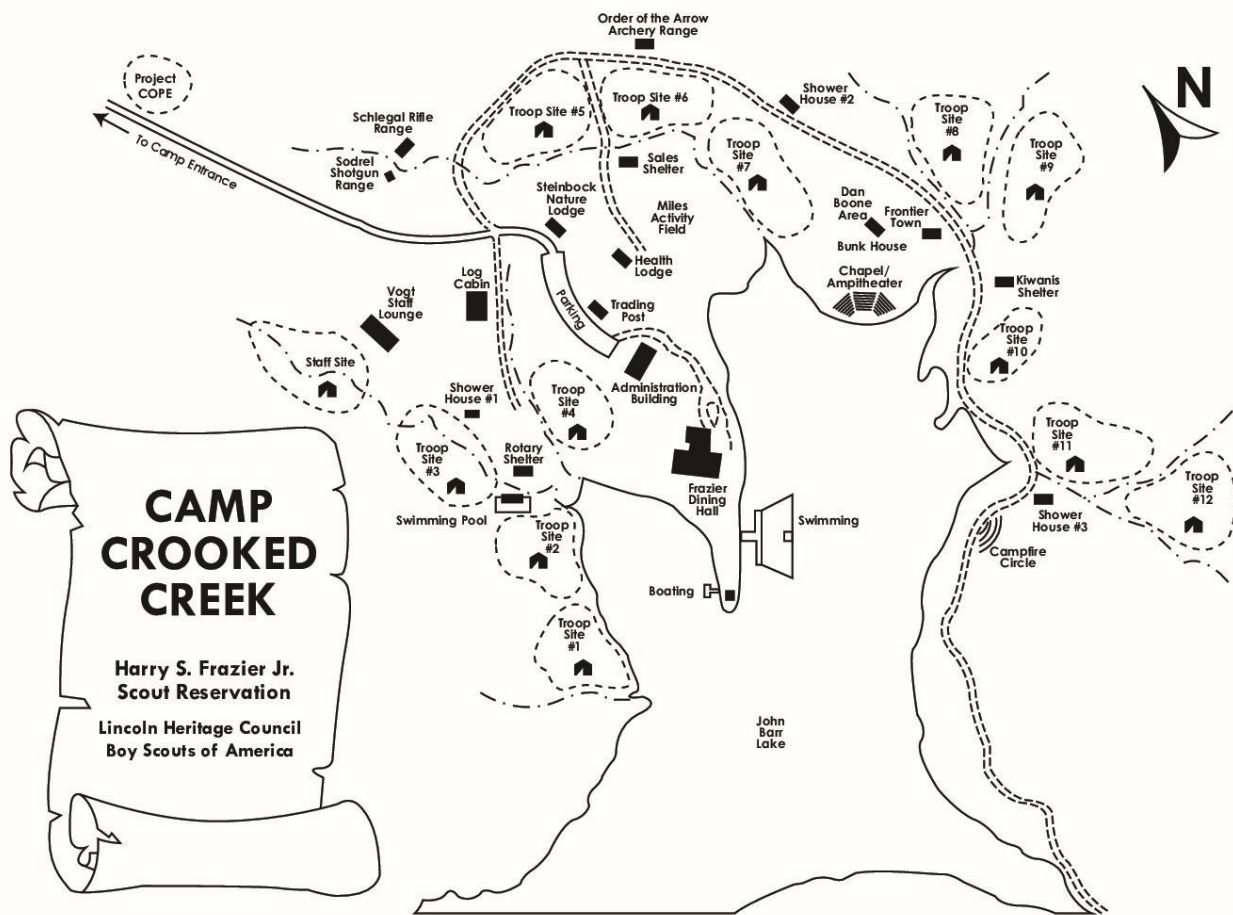 Order of the Arrow
Archery Range
N
Project
COPE
To Camp Entrance
Schlegal Rifle
Range
Sodrel
Shotgun
Range
Troop Site #5
Troop Site #6
Shower
House #2
Troop
Site
#7
Troop
Site
#8
Troop
Site
#9
Sales
Shelter
Steinbock
Nature
Lodge
Miles
Activity
Field
Health
Lodge
Dan
Boone
Area
Frontier
Town
Bunk House
Chapel/
Ampitheater
Kiwanis
Shelter
Log
Cabin
Vogt
Staff
Lounge
Parking
Trading
Post
Troop
Site
#10
Staff Site
Shower
House #1
Troop
Site
#4
Administration
Building
Troop
Site
#3
Rotary
Shelter
Swimming Pool
Frazier
Dining
Hall
Troop
Site
#11
Troop
Site
#12
Shower
House #3
Swimming
Campfire
Circle
Troop
Site
#2
Boating
Troop
Site
#1
John
Barr
Lake
CAMP
CROOKED
CREEK
Harry S. Frazier Jr.
Scout Reservation
Lincoln Heritage Council
Boy Scouts of America